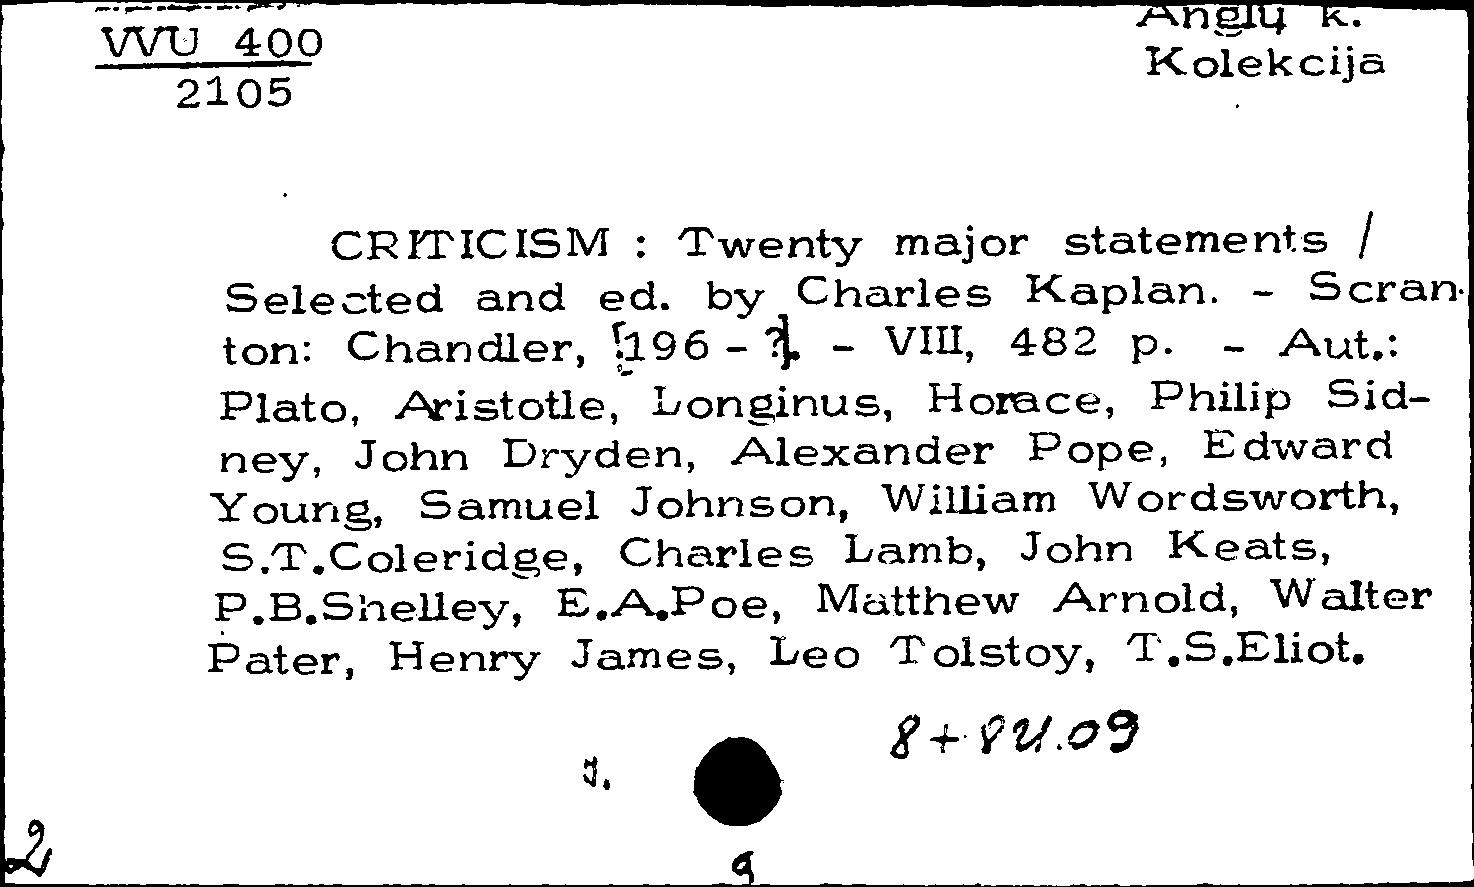 VVU 400
2105
Anglų k.
Kolekcija
CRITICISM : Twenty major statements /
Selected and ed. by Charles Kaplan. - Scran-
ton: Chandler, [196 - ?]. - VIII, 482 p. - Aut.:
Plato, Aristotle, Longinus, Horace, Philip Sid-
ney, John Dryden, Alexander Pope, Edward
Young, Samuel Johnson, William Wordsworth,
S.T.Coleridge, Charles Lamb, John Keats,
P.B.Shelley, E.A.Poe, Matthew Arnold, Walter
Pater, Henry James, Leo Tolstoy, T.S.Eliot.
8+8И.09
2